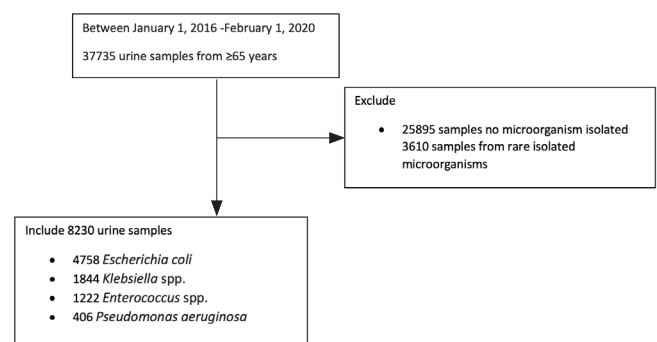 Between January 1, 2016 -February 1, 2020
37735 urine samples from ≥65 years
Exclude
• 25895 samples no microorganism isolated
3610 samples from rare isolated
microorganisms
Include 8230 urine samples
• 4758 Escherichia coli
• 1844 Klebsiella spp.
• 1222 Enterococcus spp.
• 406 Pseudomonas aeruginosa